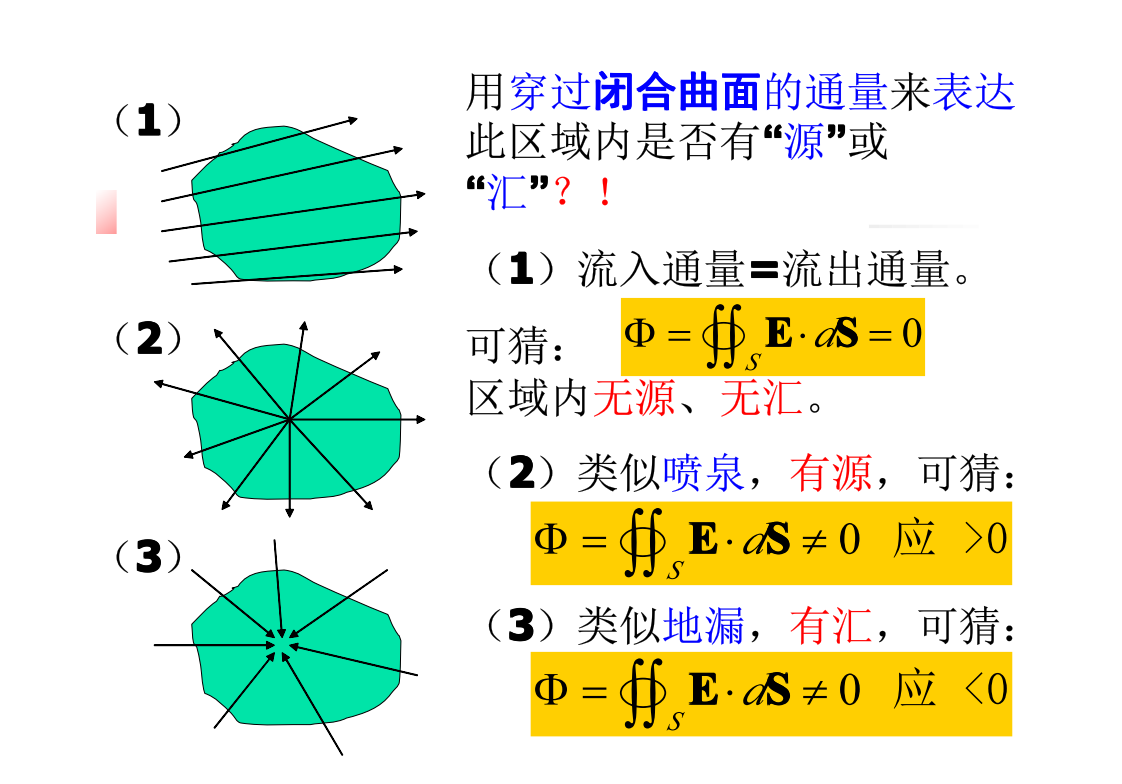 用穿过闭合曲面的通量来表达
此区域内是否有“源”或
“汇”？！
（1）
（1）流入通量=流出通量。
可猜： Φ = ∯_S E · dS = 0
区域内无源、无汇。
（2）
（2）类似喷泉，有源，可猜：
Φ = ∯_S E · dS ≠ 0 应 >0
（3）
（3）类似地漏，有汇，可猜：
Φ = ∯_S E · dS ≠ 0 应 <0